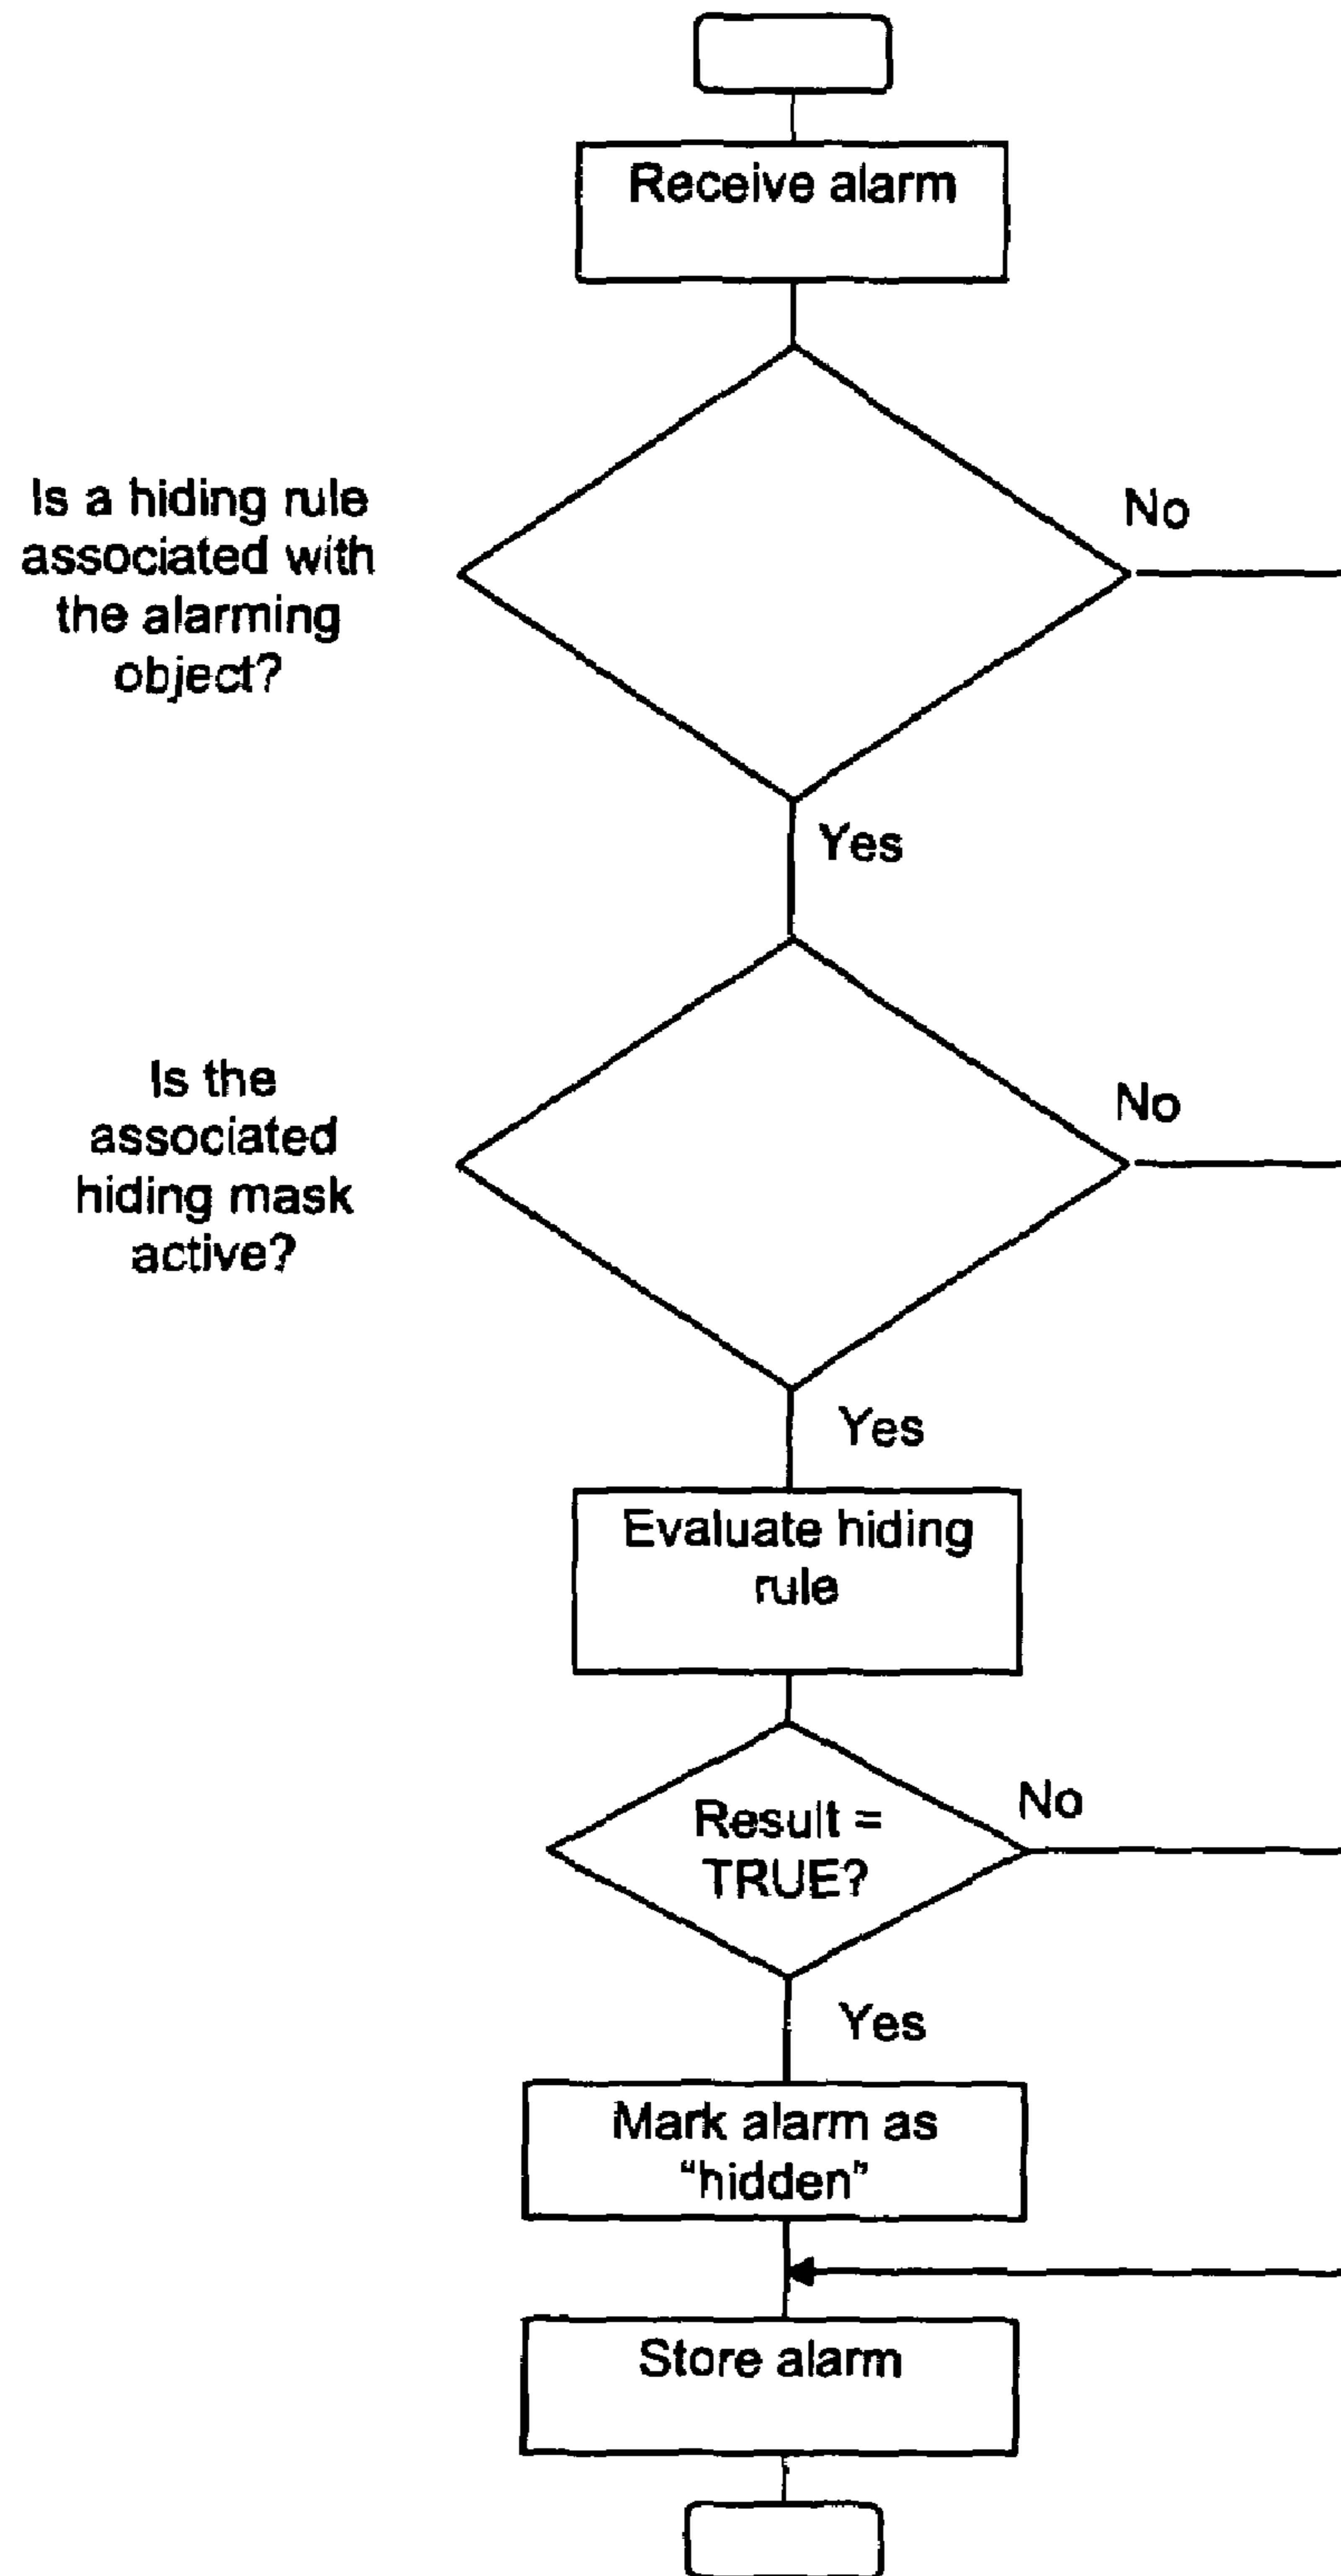 Receive alarm
Is a hiding rule
associated with
the alarming
object?
No
Yes
Is the
associated
hiding mask
active?
No
Yes
Evaluate hiding
rule
Result =
TRUE?
No
Yes
Mark alarm as
“hidden”
Store alarm